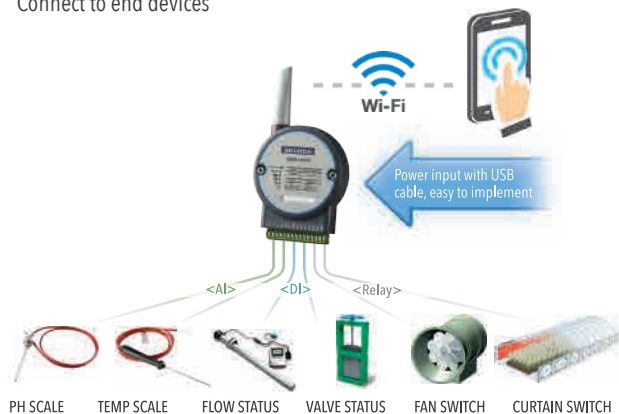 Connect to end devices
Wi-Fi
Power input with USB
cable, easy to implement
<AI>
<DI>
<Relay>
PH SCALE
TEMP SCALE
FLOW STATUS
VALVE STATUS
FAN SWITCH
CURTAIN SWITCH